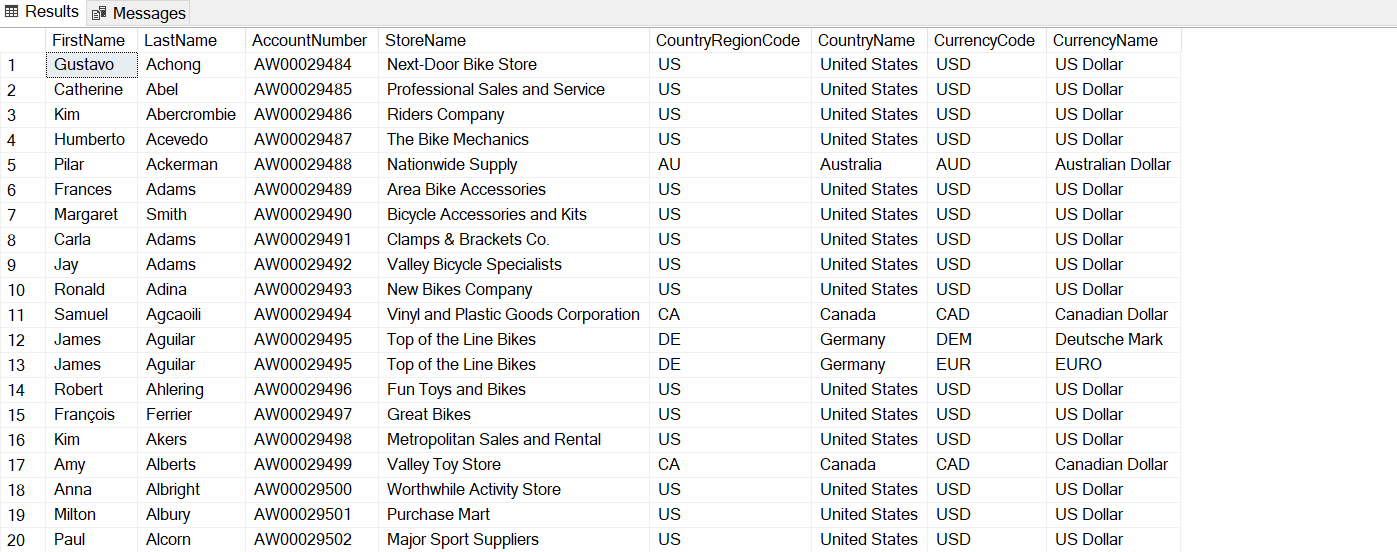 Results Messages
FirstName LastName AccountNumber StoreName CountryRegionCode CountryName CurrencyCode CurrencyName
1 Gustavo Achong AW00029484 Next-Door Bike Store US United States USD US Dollar
2 Catherine Abel AW00029485 Professional Sales and Service US United States USD US Dollar
3 Kim Abercrombie AW00029486 Riders Company US United States USD US Dollar
4 Humberto Acevedo AW00029487 The Bike Mechanics US United States USD US Dollar
5 Pilar Ackerman AW00029488 Nationwide Supply AU Australia AUD Australian Dollar
6 Frances Adams AW00029489 Area Bike Accessories US United States USD US Dollar
7 Margaret Smith AW00029490 Bicycle Accessories and Kits US United States USD US Dollar
8 Carla Adams AW00029491 Clamps & Brackets Co. US United States USD US Dollar
9 Jay Adams AW00029492 Valley Bicycle Specialists US United States USD US Dollar
10 Ronald Adina AW00029493 New Bikes Company US United States USD US Dollar
11 Samuel Agcaoili AW00029494 Vinyl and Plastic Goods Corporation CA Canada CAD Canadian Dollar
12 James Aguilar AW00029495 Top of the Line Bikes DE Germany DEM Deutsche Mark
13 James Aguilar AW00029495 Top of the Line Bikes DE Germany EUR EURO
14 Robert Ahlering AW00029496 Fun Toys and Bikes US United States USD US Dollar
15 François Ferrier AW00029497 Great Bikes US United States USD US Dollar
16 Kim Akers AW00029498 Metropolitan Sales and Rental US United States USD US Dollar
17 Amy Alberts AW00029499 Valley Toy Store CA Canada CAD Canadian Dollar
18 Anna Albright AW00029500 Worthwhile Activity Store US United States USD US Dollar
19 Milton Albury AW00029501 Purchase Mart US United States USD US Dollar
20 Paul Alcorn AW00029502 Major Sport Suppliers US United States USD US Dollar